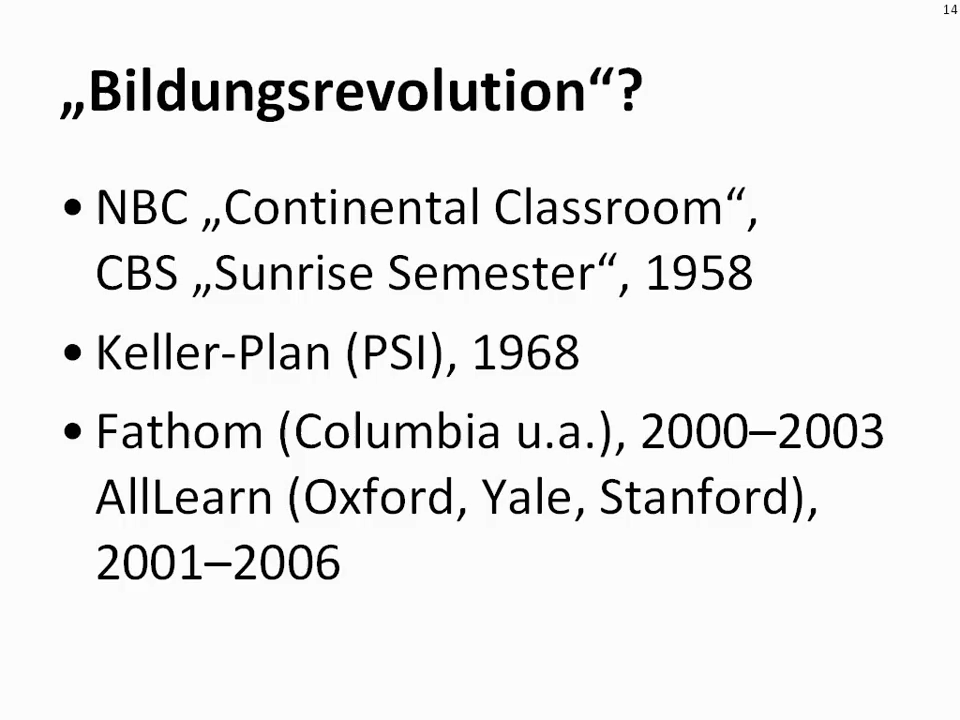 14
„Bildungsrevolution“?
• NBC „Continental Classroom“,
CBS „Sunrise Semester“, 1958
• Keller-Plan (PSI), 1968
• Fathom (Columbia u.a.), 2000–2003
AllLearn (Oxford, Yale, Stanford),
2001–2006